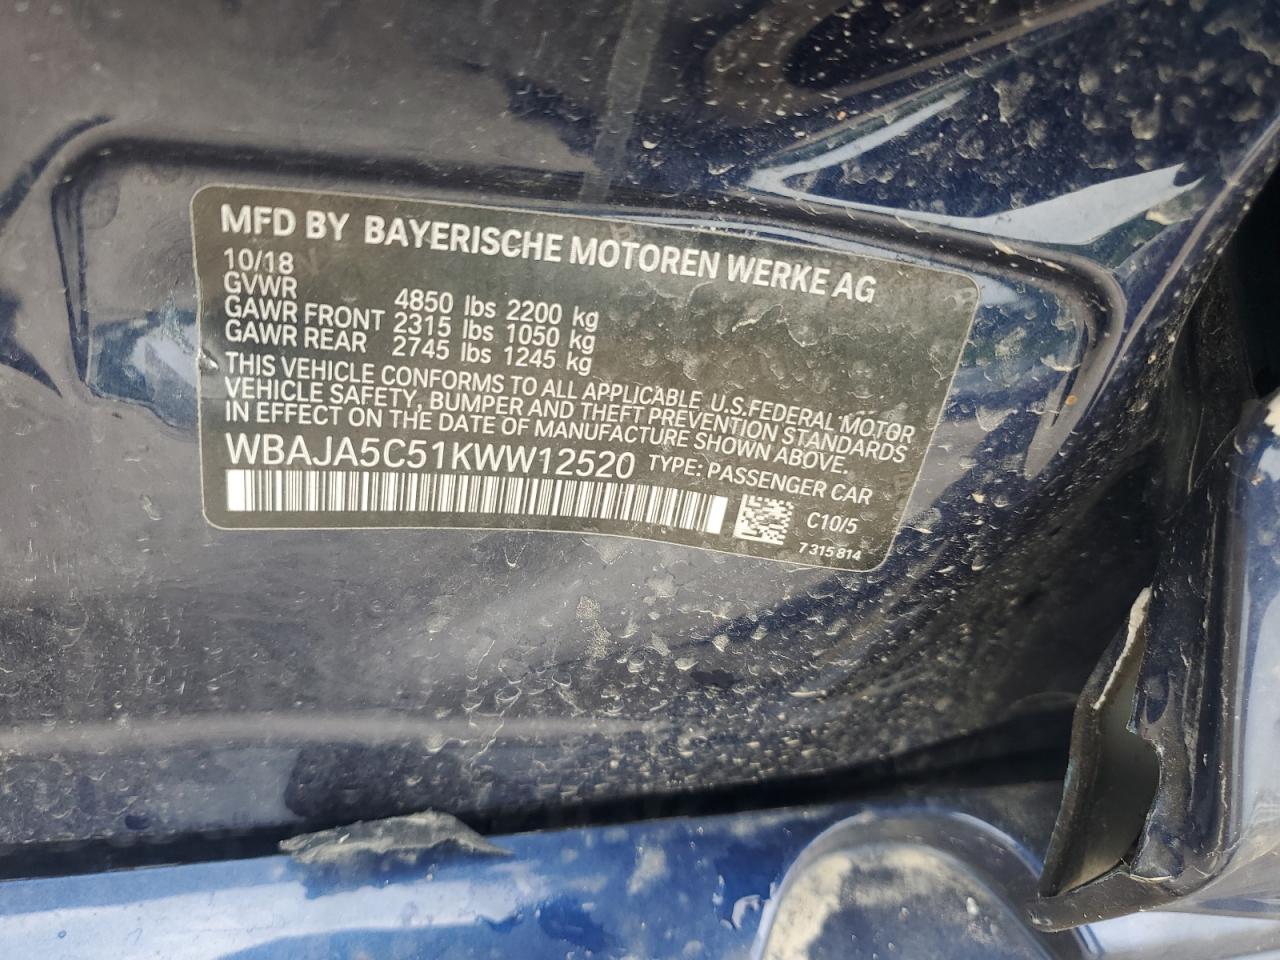 MFD BY BAYERISCHE MOTOREN WERKE AG
10/18
GVWR 4850 lbs 2200 kg
GAWR FRONT 2315 lbs 1050 kg
GAWR REAR 2745 lbs 1245 kg
THIS VEHICLE CONFORMS TO ALL APPLICABLE U.S.FEDERAL MOTOR
VEHICLE SAFETY, BUMPER AND THEFT PREVENTION STANDARDS
IN EFFECT ON THE DATE OF MANUFACTURE SHOWN ABOVE.
WBAJA5C51KWW12520 TYPE: PASSENGER CAR
C10/5
7 315 814